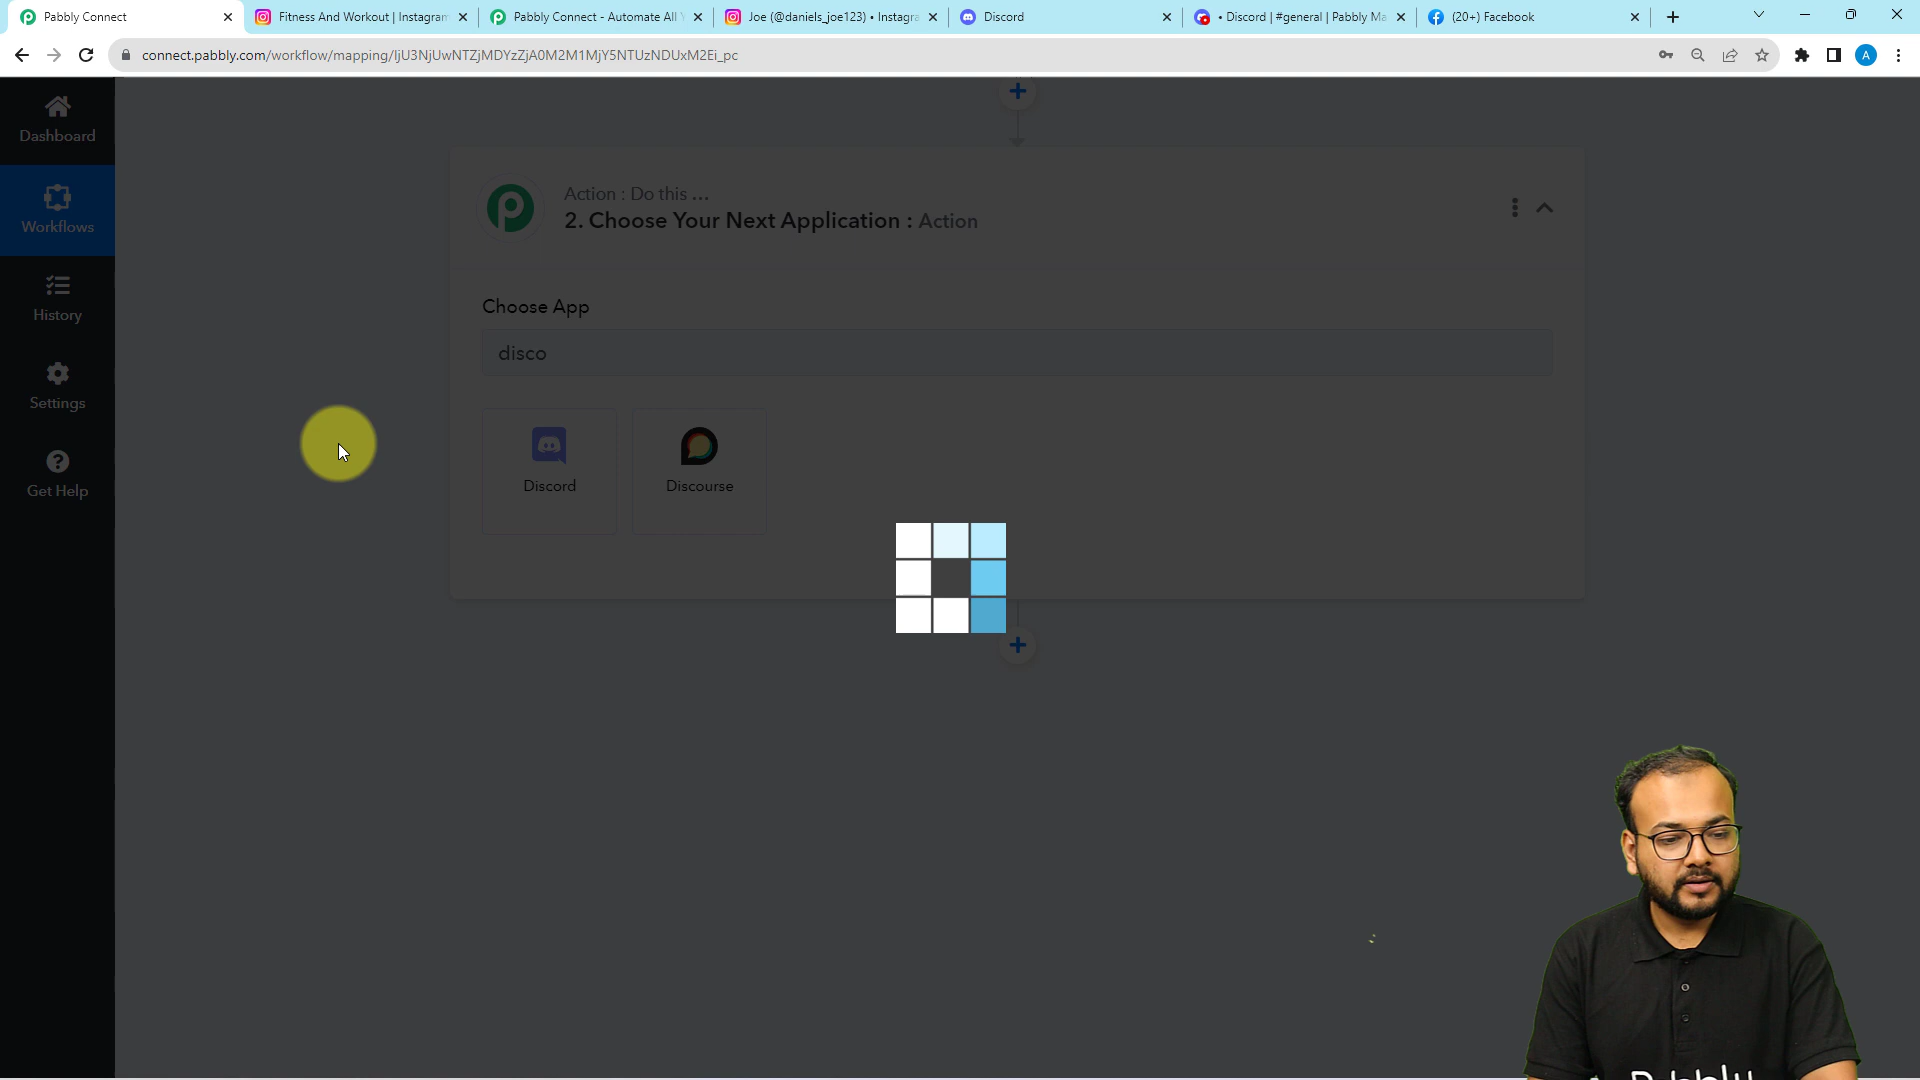 Pabbly Connect
Fitness And Workout | Instagram
Pabbly Connect - Automate All Y
Joe (@daniels_joe123) • Instagra
Discord
• Discord | #general | Pabbly Ma
(20+) Facebook
connect.pabbly.com/workflow/mapping/IjU3NjUwNTZjMDYzZjA0M2M1MjY5NTUzNDUxM2Ei_pc
A
Dashboard
Workflows
History
Settings
Get Help
Action : Do this ...
2. Choose Your Next Application : Action
Choose App
disco
Discord
Discourse
Pabbly